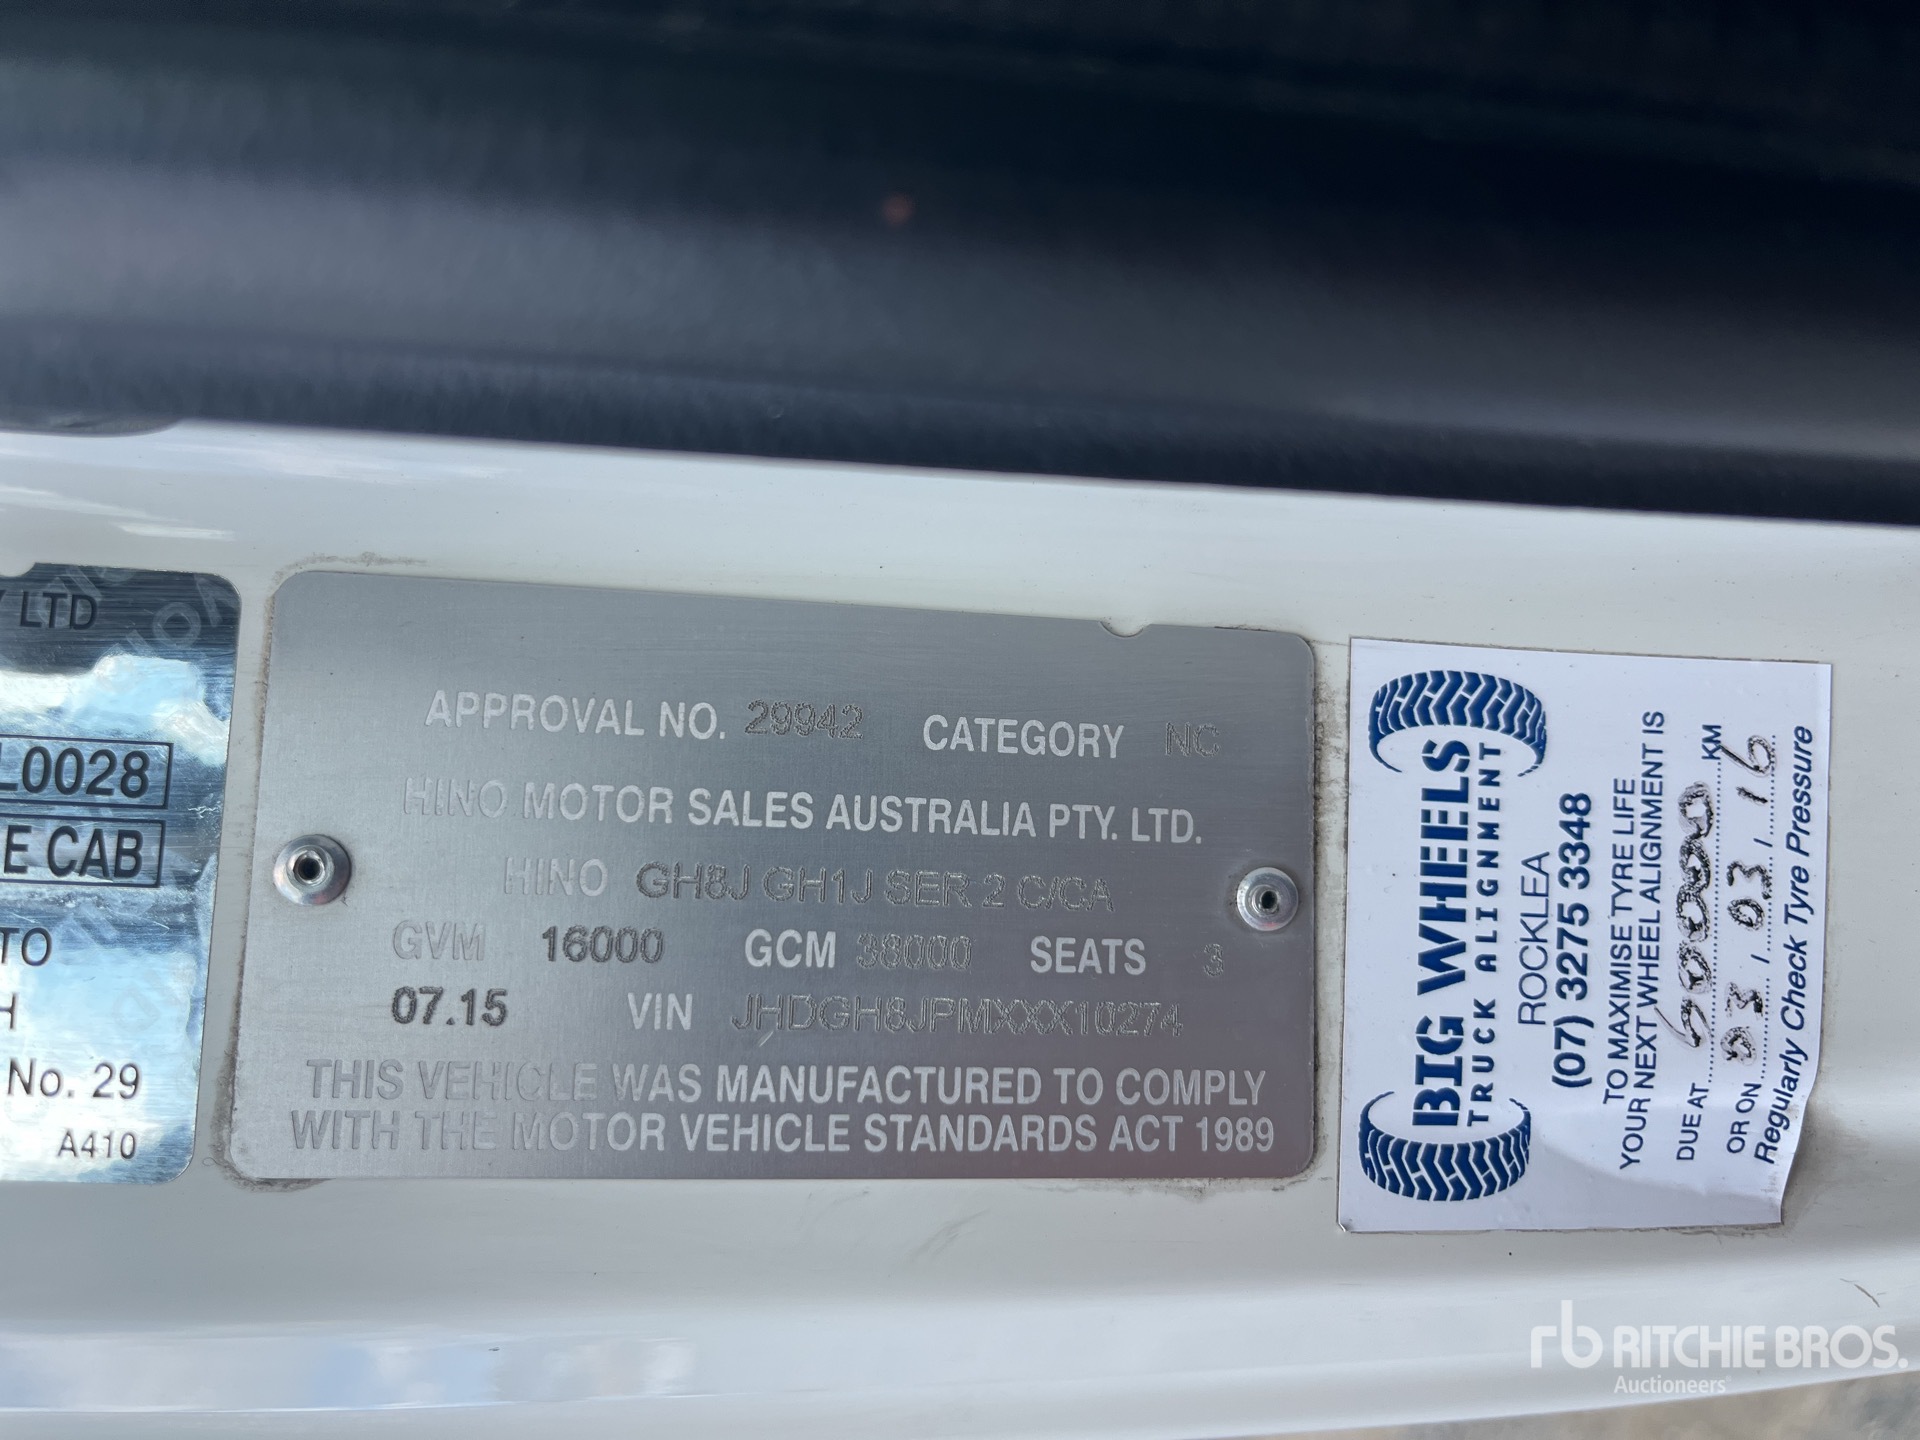 Y LTD
L0028
E CAB
TO
H
No. 29
A410
APPROVAL NO. 29942 CATEGORY NC
HINO MOTOR SALES AUSTRALIA PTY. LTD.
HINO GH8J GH1J SER 2 C/CA
GVM 16000 GCM 38000 SEATS 3
07.15 VIN JHDGH8JPMXXX10274
THIS VEHICLE WAS MANUFACTURED TO COMPLY
WITH THE MOTOR VEHICLE STANDARDS ACT 1989
BIG WHEELS
TRUCK ALIGNMENT
ROCKLEA
(07) 3275 3348
TO MAXIMISE TYRE LIFE
YOUR NEXT WHEEL ALIGNMENT IS
DUE AT KM
OR ON 03 / 03 / 16
Regularly Check Tyre Pressure
rb RITCHIE BROS.
Auctioneers